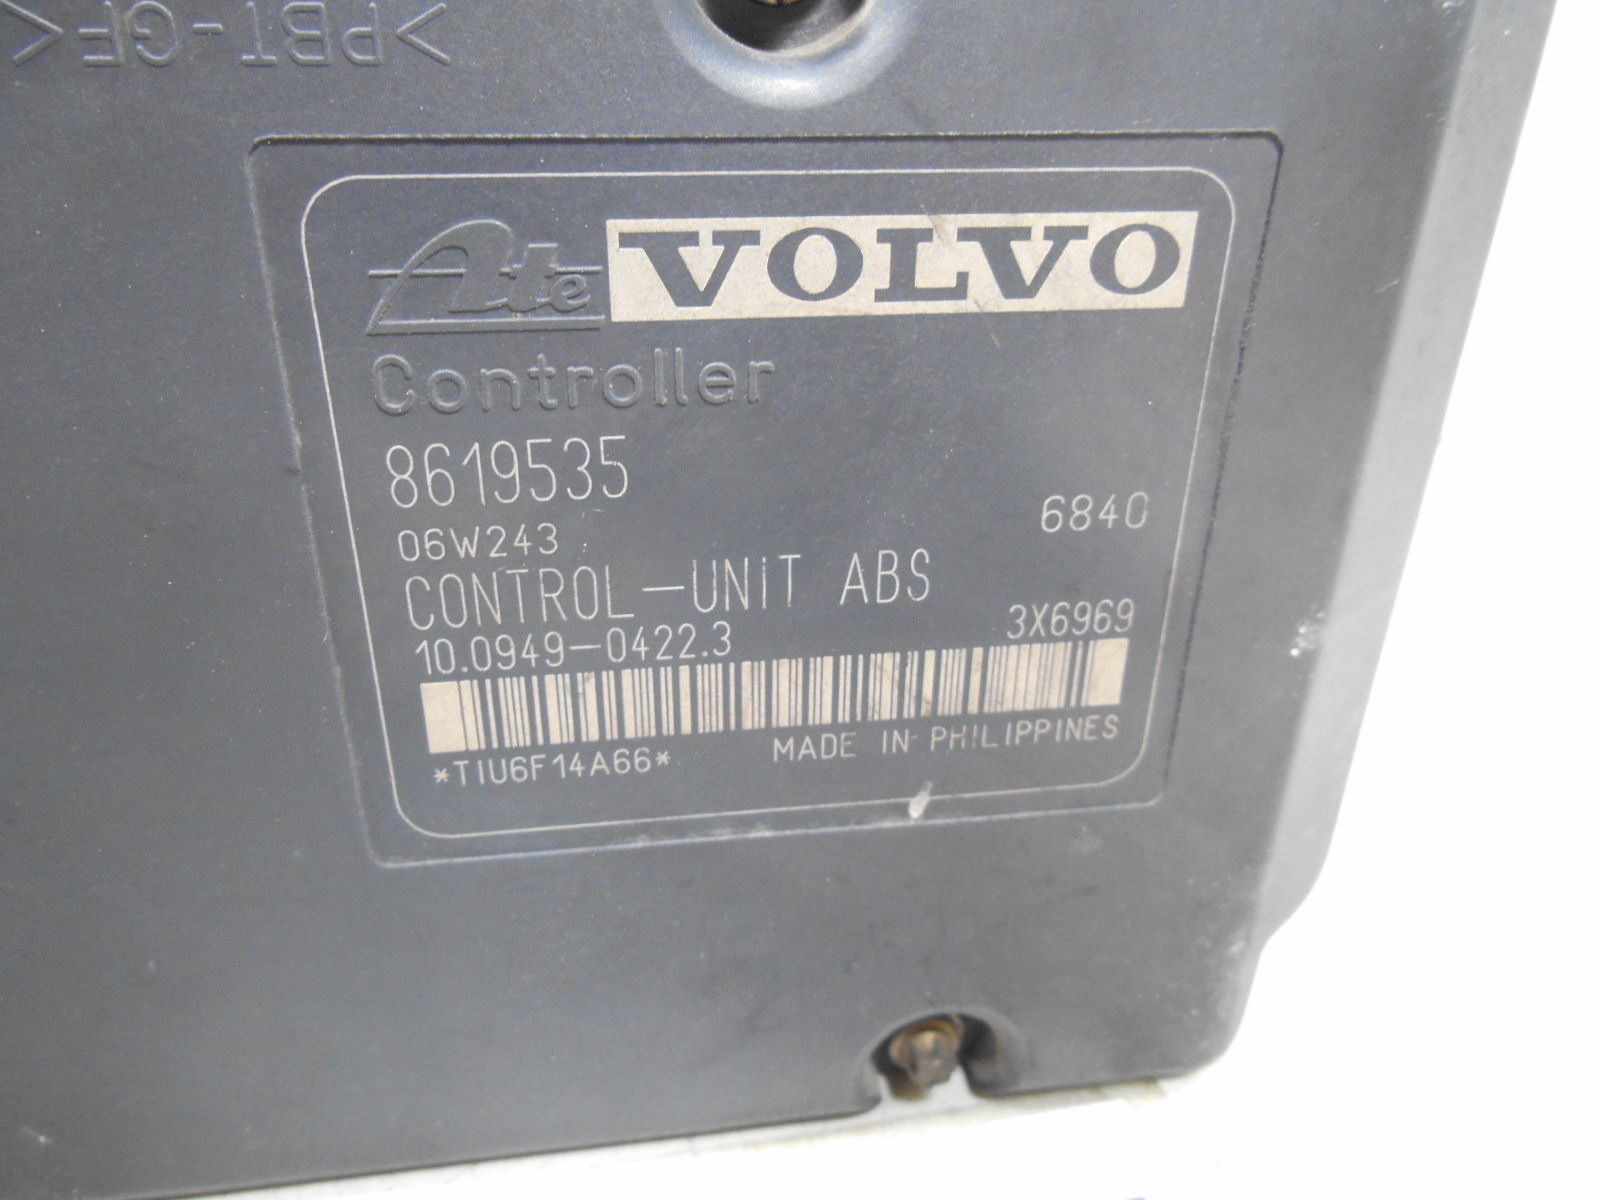 >PBT-GF<
Ate VOLVO
Controller
8619535
06W243 6840
CONTROL-UNIT ABS
10.0949-0422.3 3X6969
*T1U6F14A66* MADE IN PHILIPPINES